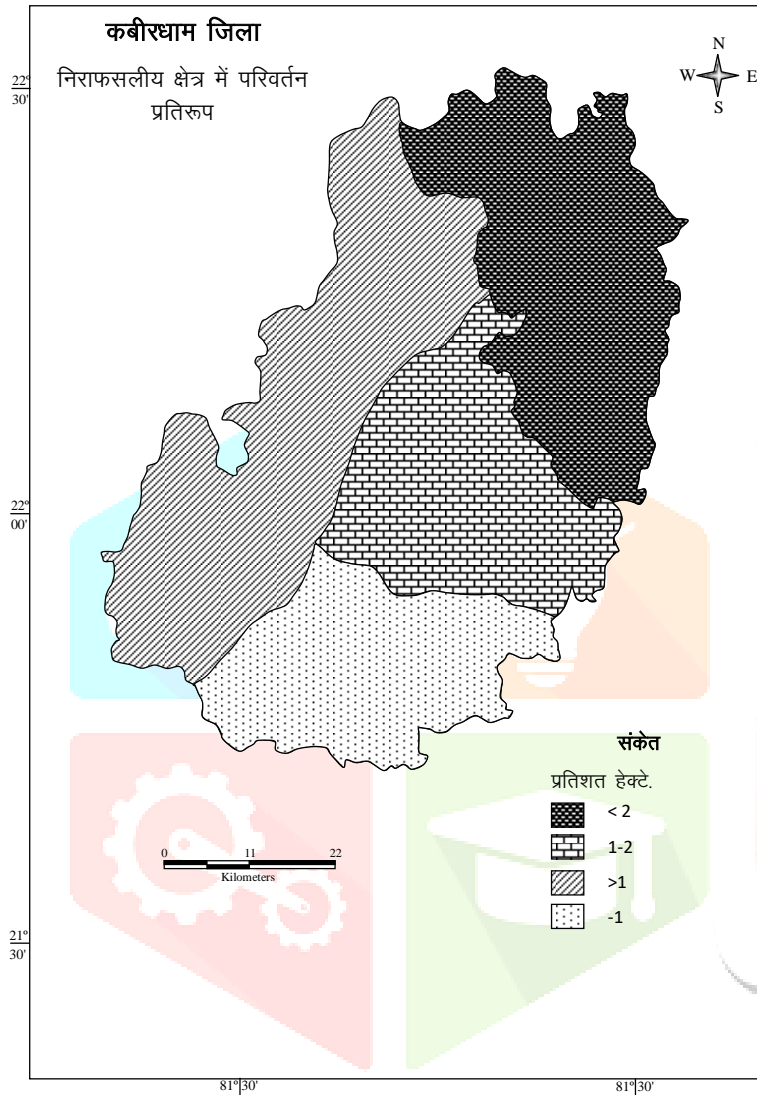 कबीरधाम जिला
निराफसलीय क्षेत्र में परिवर्तन
प्रतिरूप
N
W E
S
22°
30'
22°
00'
21°
30'
81°30'
81°30'
संकेत
प्रतिशत हेक्टे.
< 2
1-2
>1
-1
0 11 22
Kilometers